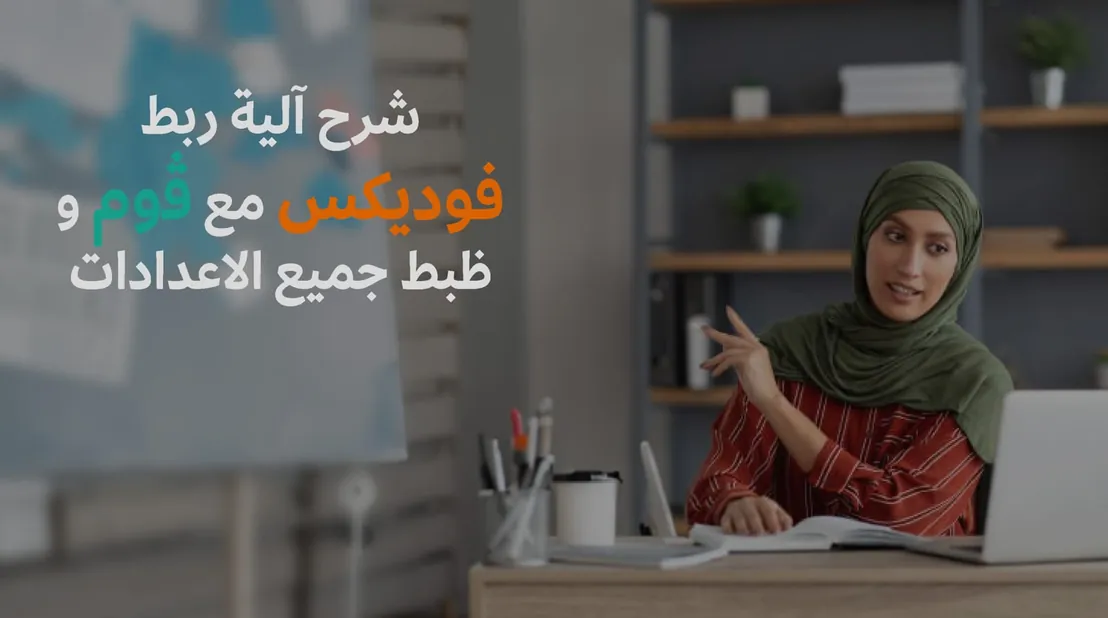 شرح آلية ربط
فوديكس مع ڤوم و
ظبط جميع الاعدادات